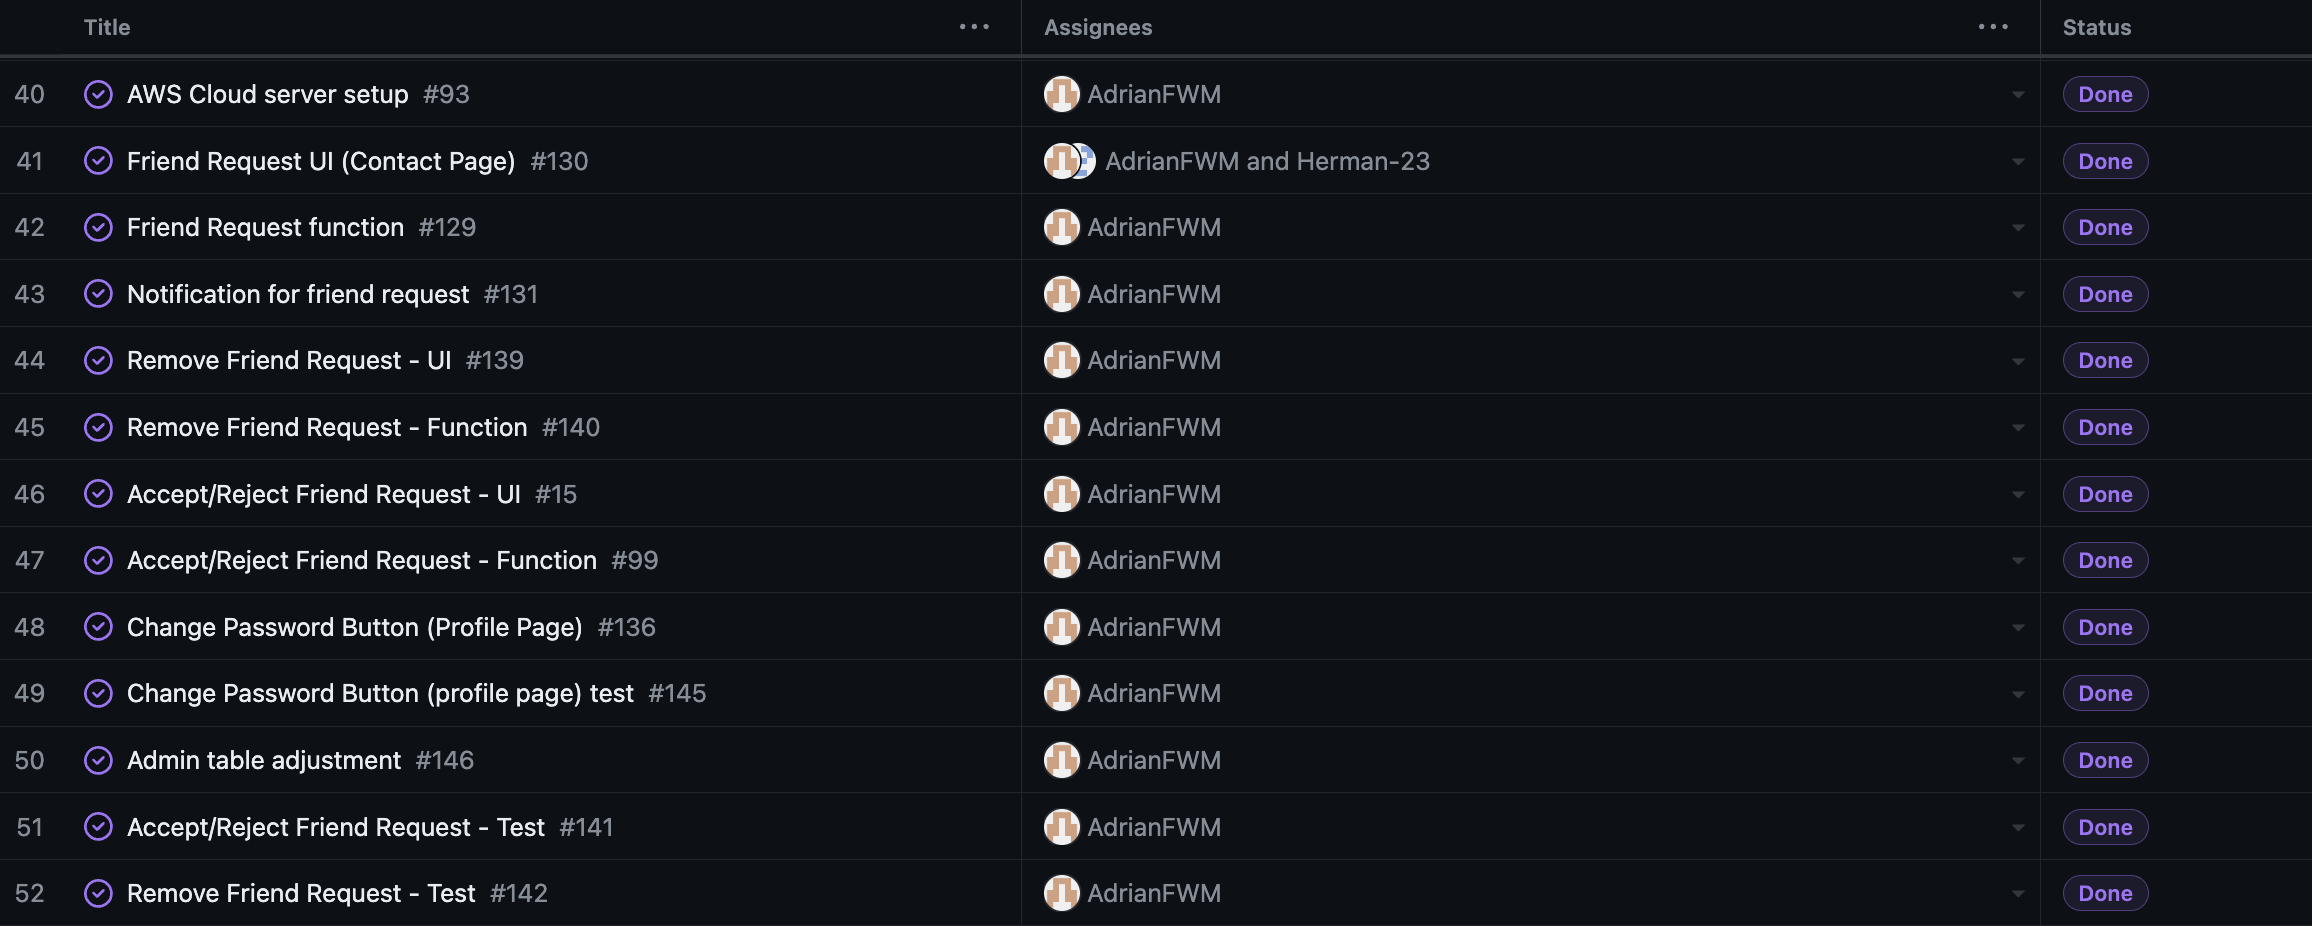 Title ... Assignees ... Status
40 AWS Cloud server setup #93 AdrianFWM Done
41 Friend Request UI (Contact Page) #130 AdrianFWM and Herman-23 Done
42 Friend Request function #129 AdrianFWM Done
43 Notification for friend request #131 AdrianFWM Done
44 Remove Friend Request - UI #139 AdrianFWM Done
45 Remove Friend Request - Function #140 AdrianFWM Done
46 Accept/Reject Friend Request - UI #15 AdrianFWM Done
47 Accept/Reject Friend Request - Function #99 AdrianFWM Done
48 Change Password Button (Profile Page) #136 AdrianFWM Done
49 Change Password Button (profile page) test #145 AdrianFWM Done
50 Admin table adjustment #146 AdrianFWM Done
51 Accept/Reject Friend Request - Test #141 AdrianFWM Done
52 Remove Friend Request - Test #142 AdrianFWM Done